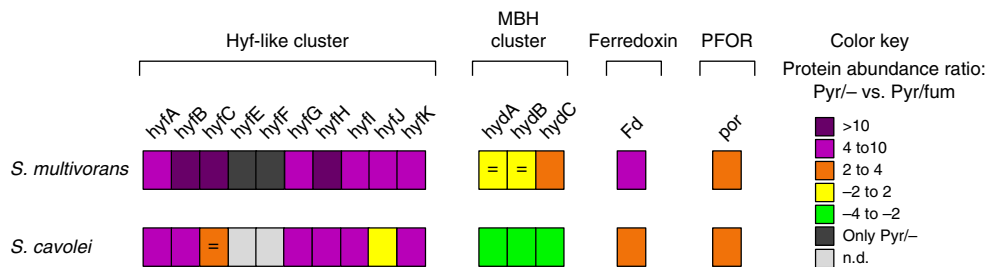 Hyf-like cluster
MBH
cluster
Ferredoxin
PFOR
Color key
Protein abundance ratio:
Pyr/– vs. Pyr/fum
hyfA hyfB hyfC hyfE hyfF hyfG hyfH hyfI hyfJ hyfK
hydA hydB hydC
Fd
por
S. multivorans
= =
S. cavolei
=
>10
4 to10
2 to 4
–2 to 2
–4 to –2
Only Pyr/–
n.d.